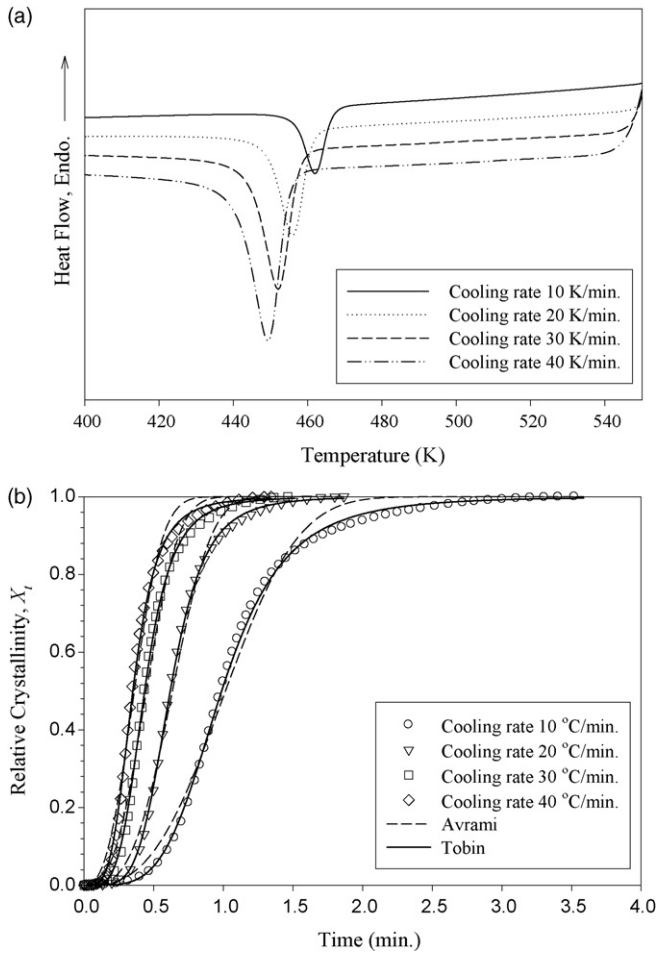 (a)
Heat Flow, Endo.
Cooling rate 10 K/min.
Cooling rate 20 K/min.
Cooling rate 30 K/min.
Cooling rate 40 K/min.
400 420 440 460 480 500 520 540
Temperature (K)
(b)
1.0
0.8
0.6
0.4
0.2
0.0
Relative Crystallinity, Xt
Cooling rate 10 °C/min.
Cooling rate 20 °C/min.
Cooling rate 30 °C/min.
Cooling rate 40 °C/min.
Avrami
Tobin
0.0 0.5 1.0 1.5 2.0 2.5 3.0 3.5 4.0
Time (min.)